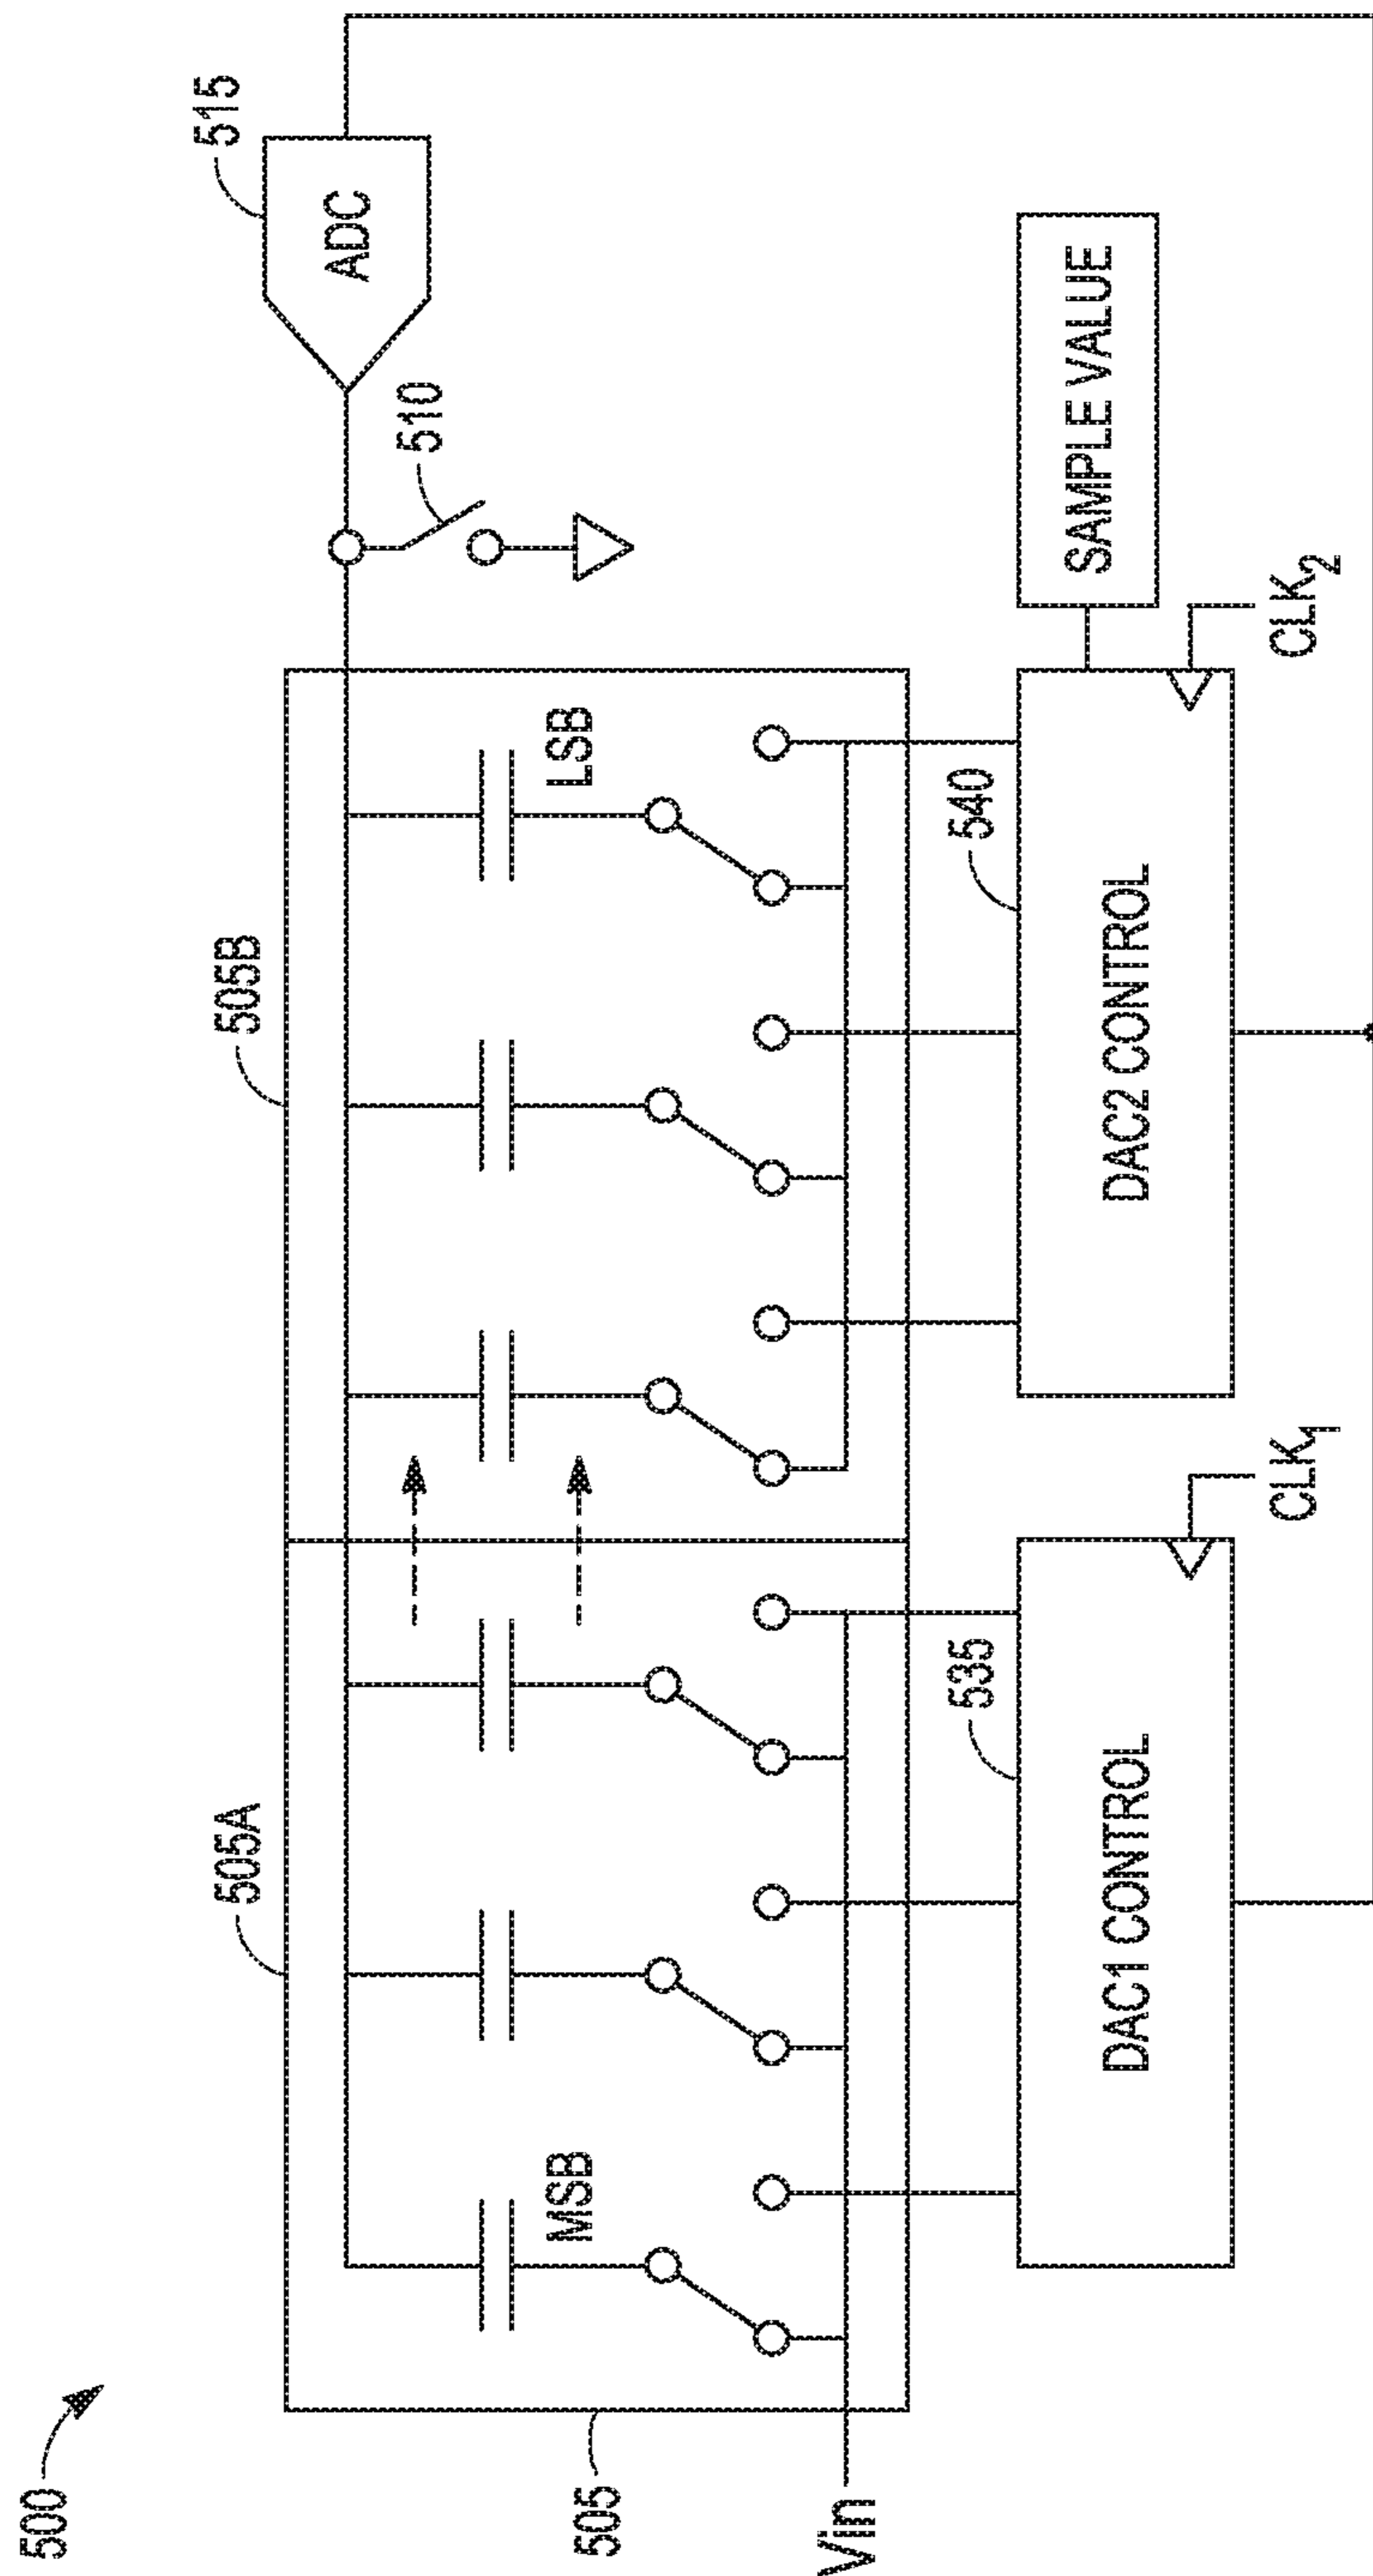 500
505A
505B
515
ADC
510
MSB
LSB
505
Vin
535
540
DAC1 CONTROL
DAC2 CONTROL
SAMPLE VALUE
CLK1
CLK2